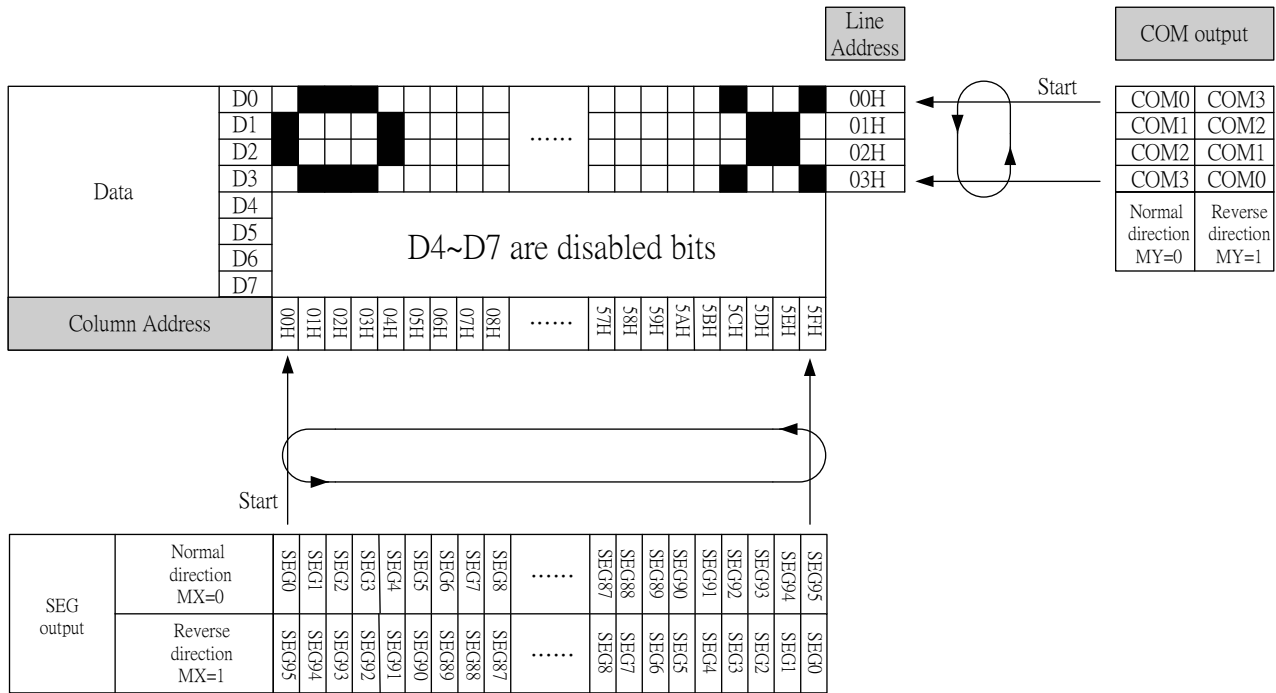 Line
Address
COM output
Start
Data
D0
D1
D2
D3
D4
D5
D6
D7
......
00H
01H
02H
03H
COM0 COM3
COM1 COM2
COM2 COM1
COM3 COM0
Normal
direction
MY=0
Reverse
direction
MY=1
D4~D7 are disabled bits
Column Address
00H
01H
02H
03H
04H
05H
06H
07H
08H
......
57H
58H
59H
5AH
5BH
5CH
5DH
5EH
5FH
Start
SEG
output
Normal
direction
MX=0
SEG0
SEG1
SEG2
SEG3
SEG4
SEG5
SEG6
SEG7
SEG8
......
SEG87
SEG88
SEG89
SEG90
SEG91
SEG92
SEG93
SEG94
SEG95
Reverse
direction
MX=1
SEG95
SEG94
SEG93
SEG92
SEG91
SEG90
SEG89
SEG88
SEG87
......
SEG8
SEG7
SEG6
SEG5
SEG4
SEG3
SEG2
SEG1
SEG0